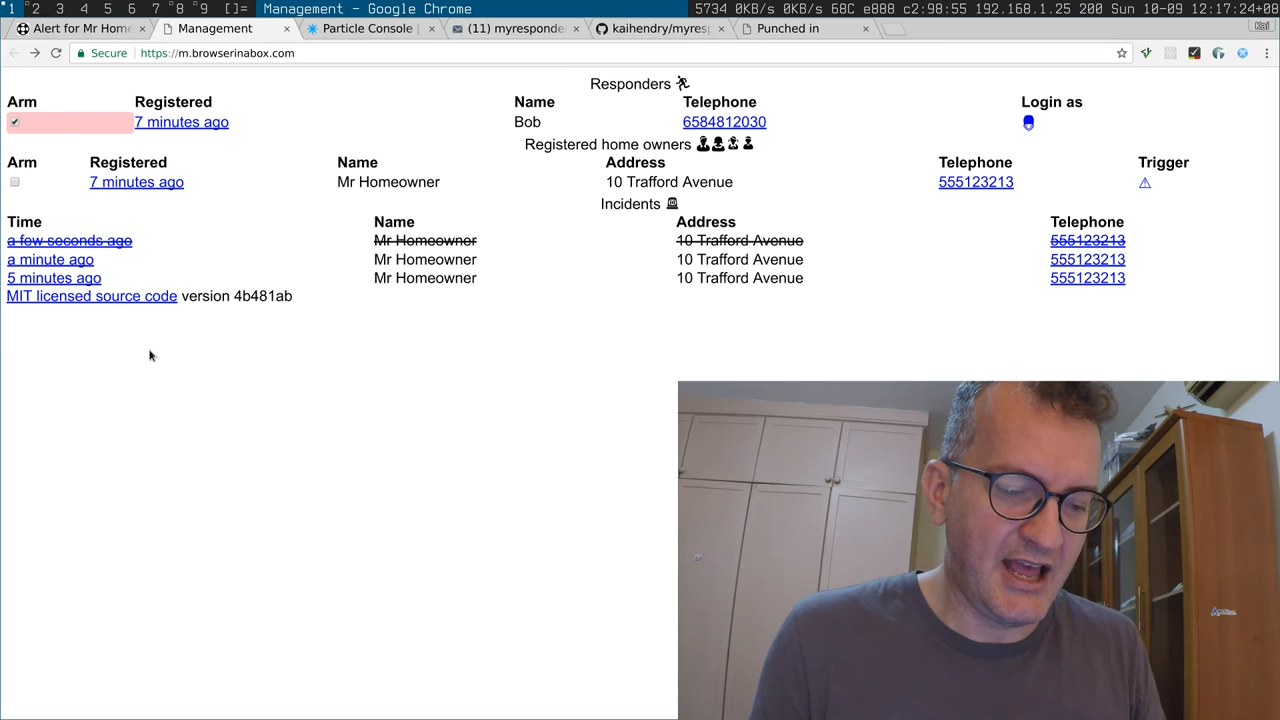 1 2 3 4 5 6 7 8 9 []= Management - Google Chrome 5734 0KB/s 0KB/s 68C e888 c2:98:55 192.168.1.25 200 Sun 10-09 12:17:24+08
Alert for Mr Home × Management × Particle Console | × (11) myresponde × kaihendry/myres × Punched in × Kai
Secure https://m.browserinabox.com
Responders
Arm Registered Name Telephone Login as
7 minutes ago Bob 6584812030
Registered home owners
Arm Registered Name Address Telephone Trigger
7 minutes ago Mr Homeowner 10 Trafford Avenue 555123213
Incidents
Time Name Address Telephone
a few seconds ago Mr Homeowner 10 Trafford Avenue 555123213
a minute ago Mr Homeowner 10 Trafford Avenue 555123213
5 minutes ago Mr Homeowner 10 Trafford Avenue 555123213
MIT licensed source code version 4b481ab